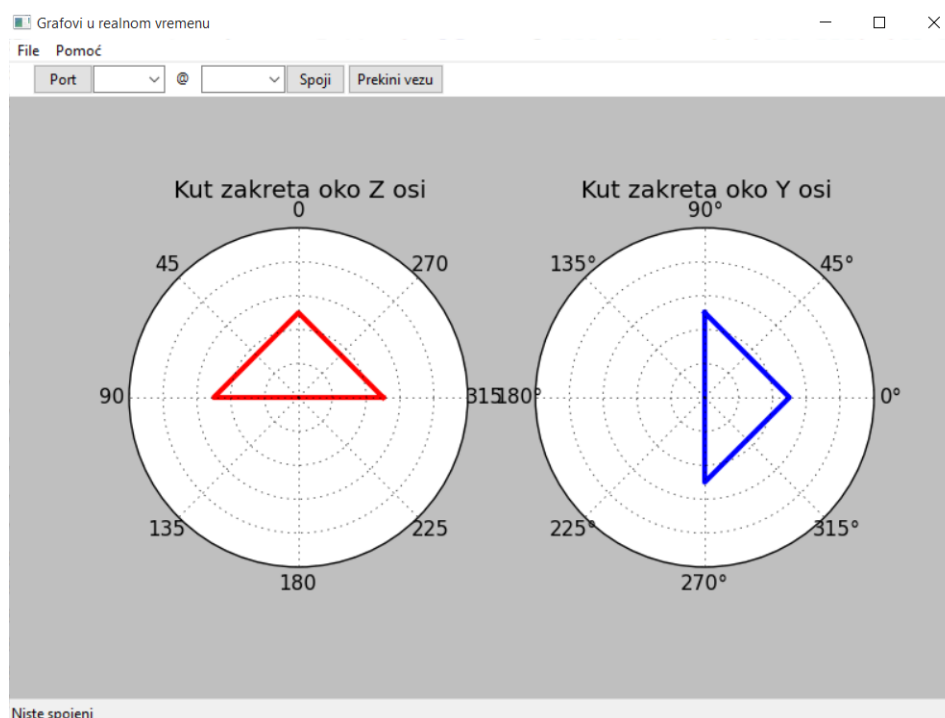 Grafovi u realnom vremenu
File Pomoć
Port @ Spoji Prekini vezu
Kut zakreta oko Z osi
0
45 270
90 315
135 225
180
Kut zakreta oko Y osi
90°
135° 45°
180° 0°
225° 315°
270°
Niste spojeni